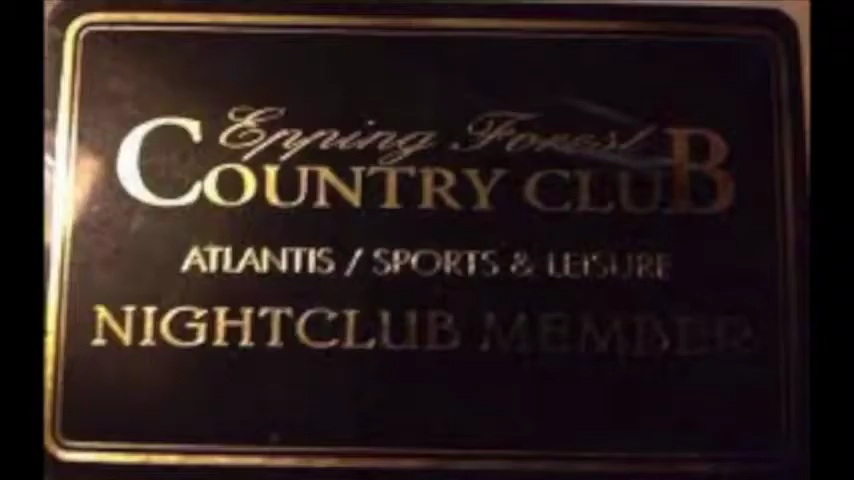 Epping Forest
COUNTRY CLUB
ATLANTIS / SPORTS & LEISURE
NIGHTCLUB MEMBER